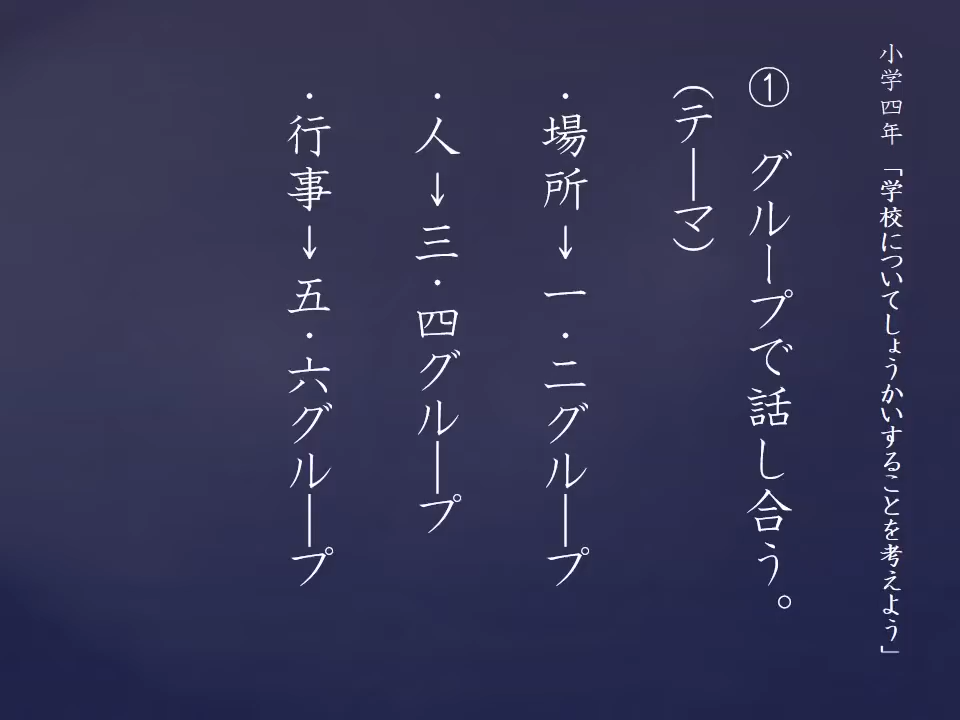 小学四年 「学校についてしょうかいすることを考えよう」
① グループで話し合う。
（テーマ）
・場所→一・二グループ
・人→三・四グループ
・行事→五・六グループ